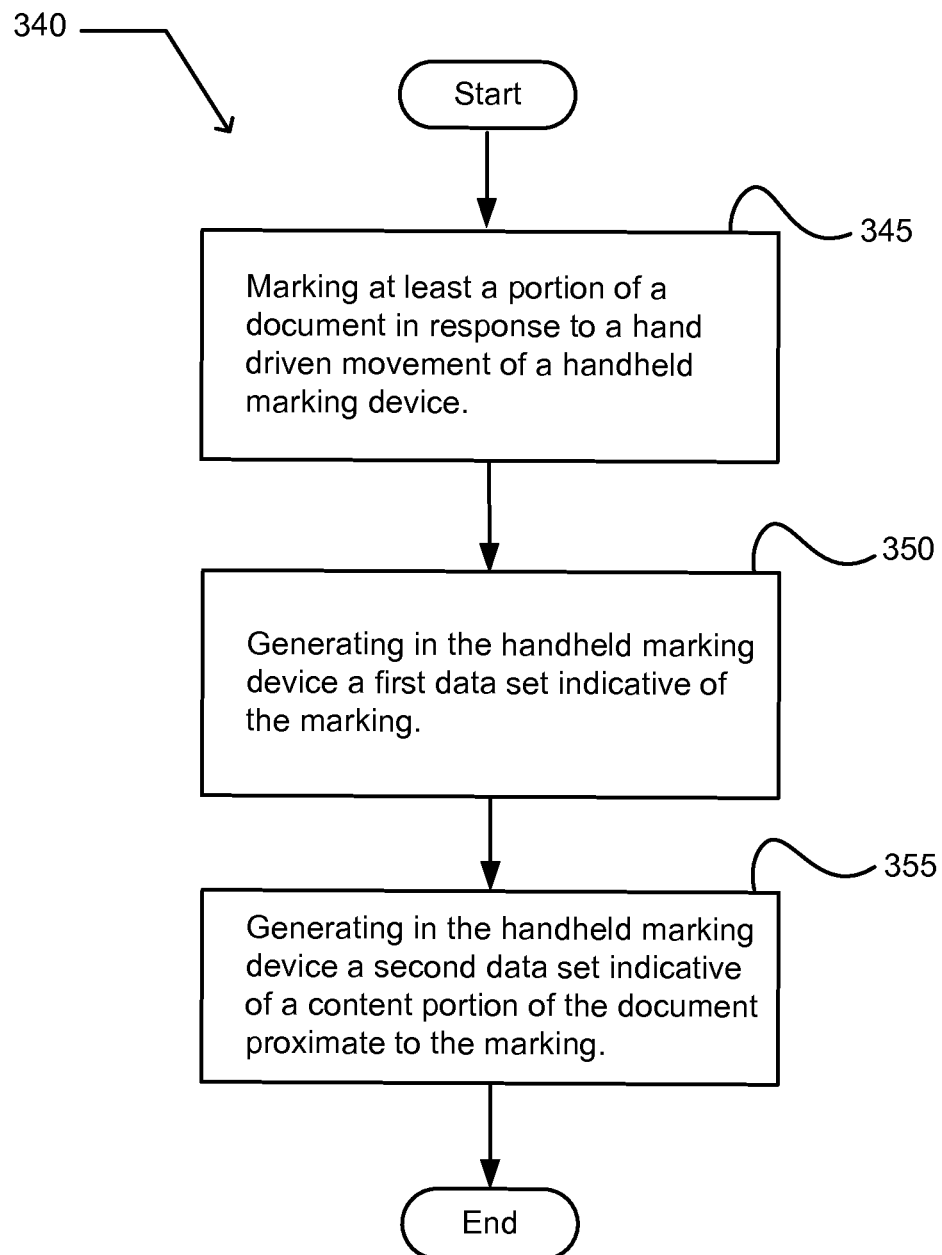 340
Start
345
Marking at least a portion of a
document in response to a hand
driven movement of a handheld
marking device.
350
Generating in the handheld marking
device a first data set indicative of
the marking.
355
Generating in the handheld marking
device a second data set indicative
of a content portion of the document
proximate to the marking.
End